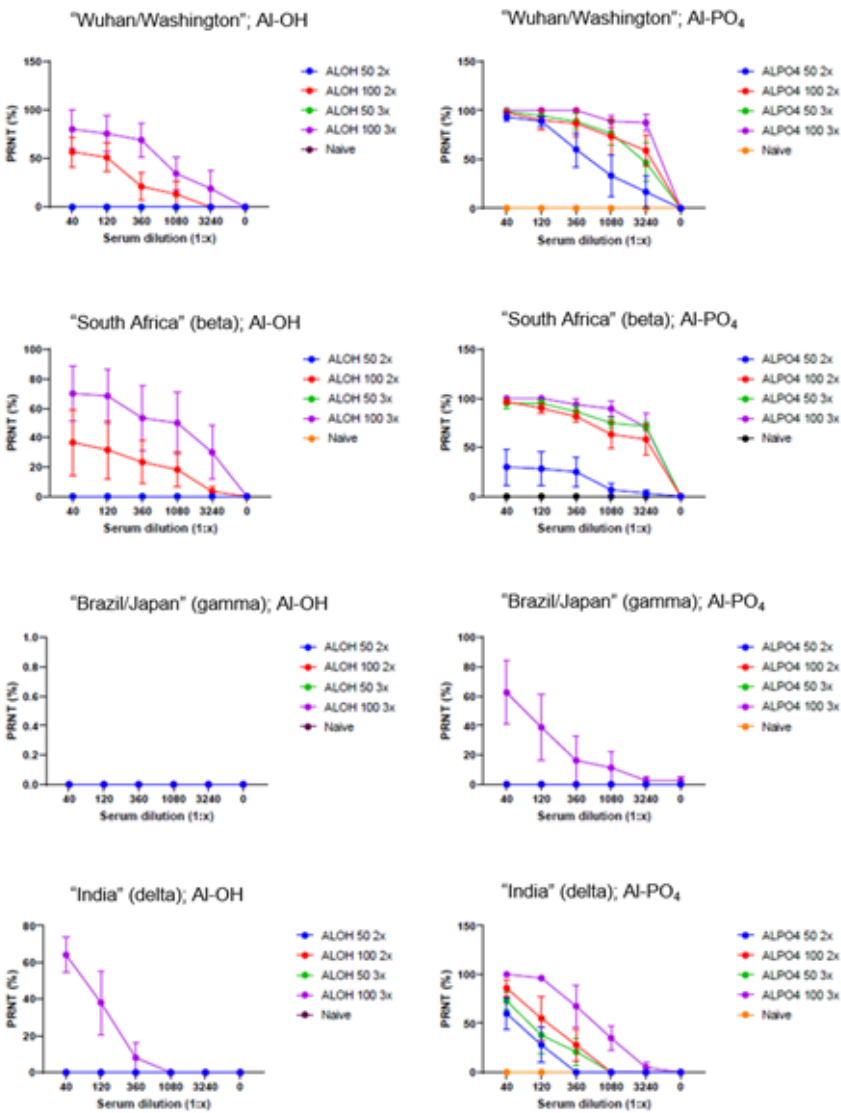 "Wuhan/Washington"; Al-OH
150
100
50
0
PRNT (%)
40 120 360 1080 3240 0
Serum dilution (1:x)
ALOH 50 2x
ALOH 100 2x
ALOH 50 3x
ALOH 100 3x
Naive
"Wuhan/Washington"; Al-PO₄
150
100
50
0
PRNT (%)
40 120 360 1080 3240 0
Serum dilution (1:x)
ALPO4 50 2x
ALPO4 100 2x
ALPO4 50 3x
ALPO4 100 3x
Naive
"South Africa" (beta); Al-OH
100
80
60
40
20
0
PRNT (%)
40 120 360 1080 3240 0
Serum dilution (1:x)
ALOH 50 2x
ALOH 100 2x
ALOH 50 3x
ALOH 100 3x
Naive
"South Africa" (beta); Al-PO₄
150
100
50
0
PRNT (%)
40 120 360 1080 3240 0
Serum dilution (1:x)
ALPO4 50 2x
ALPO4 100 2x
ALPO4 50 3x
ALPO4 100 3x
Naive
"Brazil/Japan" (gamma); Al-OH
1.0
0.8
0.6
0.4
0.2
0.0
PRNT (%)
40 120 360 1080 3240 0
Serum dilution (1:x)
ALOH 50 2x
ALOH 100 2x
ALOH 50 3x
ALOH 100 3x
Naive
"Brazil/Japan" (gamma); Al-PO₄
100
80
60
40
20
0
PRNT (%)
40 120 360 1080 3240 0
Serum dilution (1:x)
ALPO4 50 2x
ALPO4 100 2x
ALPO4 50 3x
ALPO4 100 3x
Naive
"India" (delta); Al-OH
80
60
40
20
0
PRNT (%)
40 120 360 1080 3240 0
Serum dilution (1:x)
ALOH 50 2x
ALOH 100 2x
ALOH 50 3x
ALOH 100 3x
Naive
"India" (delta); Al-PO₄
150
100
50
0
PRNT (%)
40 120 360 1080 3240 0
Serum dilution (1:x)
ALPO4 50 2x
ALPO4 100 2x
ALPO4 50 3x
ALPO4 100 3x
Naive